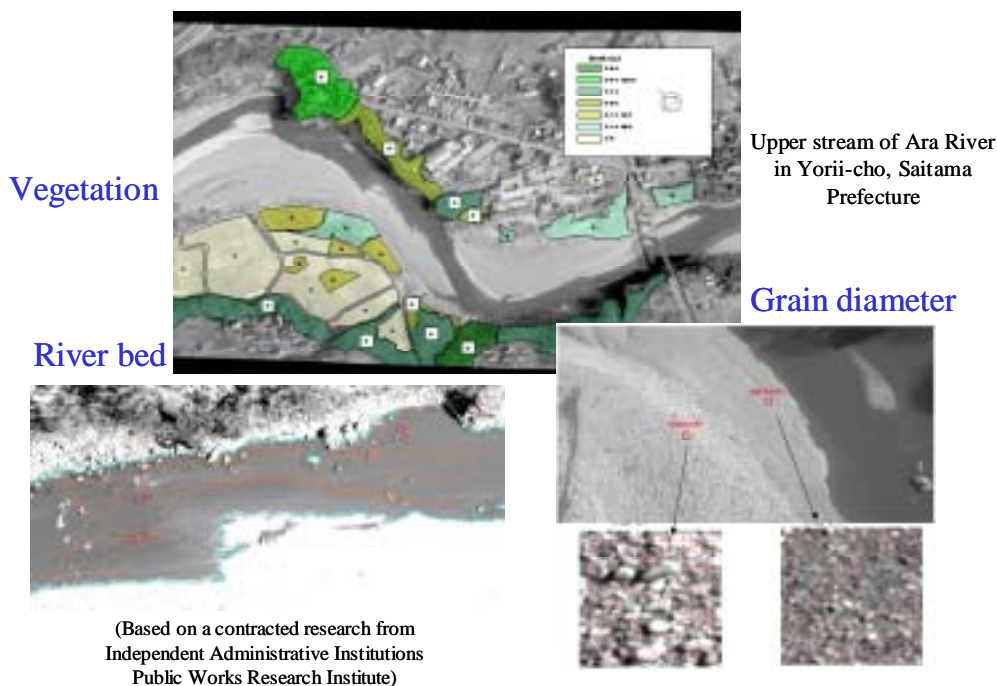 Vegetation
Upper stream of Ara River
in Yorii-cho, Saitama
Prefecture
Grain diameter
River bed
(Based on a contracted research from
Independent Administrative Institutions
Public Works Research Institute)